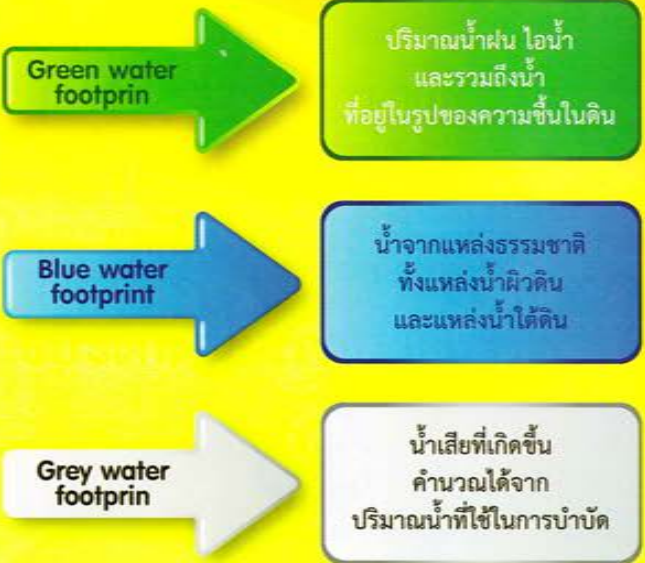 Green water
footprin
ปริมาณน้ำฝน ไอน้ำ
และรวมถึงน้ำ
ที่อยู่ในรูปของความชื้นในดิน
Blue water
footprint
น้ำจากแหล่งธรรมชาติ
ทั้งแหล่งน้ำผิวดิน
และแหล่งน้ำใต้ดิน
Grey water
footprin
น้ำเสียที่เกิดขึ้น
คำนวณได้จาก
ปริมาณน้ำที่ใช้ในการบำบัด